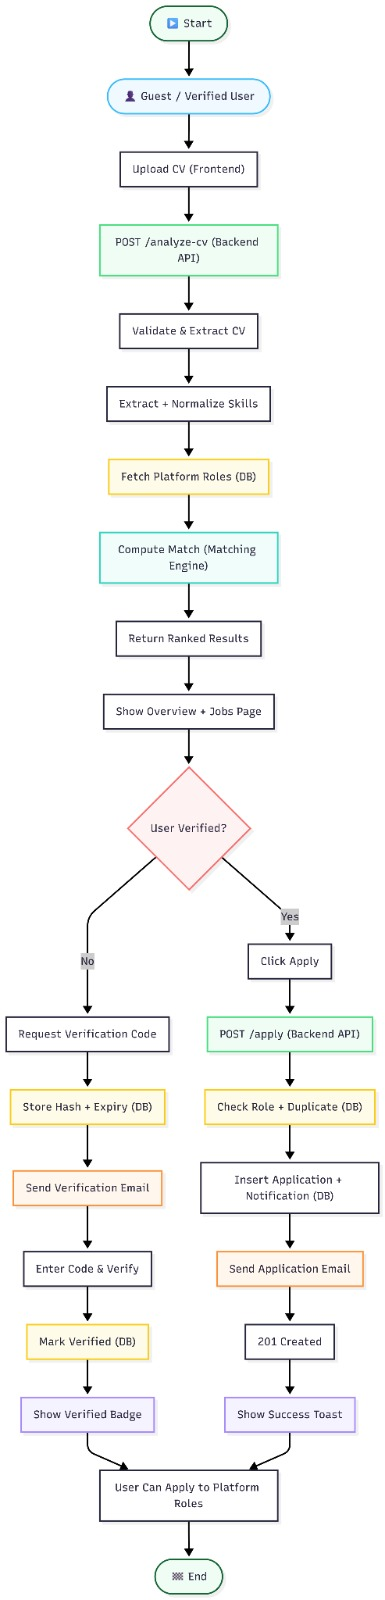 ▶️ Start
👤 Guest / Verified User
Upload CV (Frontend)
POST /analyze-cv (Backend
API)
Validate & Extract CV
Extract + Normalize Skills
Fetch Platform Roles (DB)
Compute Match (Matching
Engine)
Return Ranked Results
Show Overview + Jobs Page
User Verified?
No
Request Verification Code
Store Hash + Expiry (DB)
Send Verification Email
Enter Code & Verify
Mark Verified (DB)
Show Verified Badge
Yes
Click Apply
POST /apply (Backend API)
Check Role + Duplicate (DB)
Insert Application +
Notification (DB)
Send Application Email
201 Created
Show Success Toast
User Can Apply to Platform
Roles
🏁 End